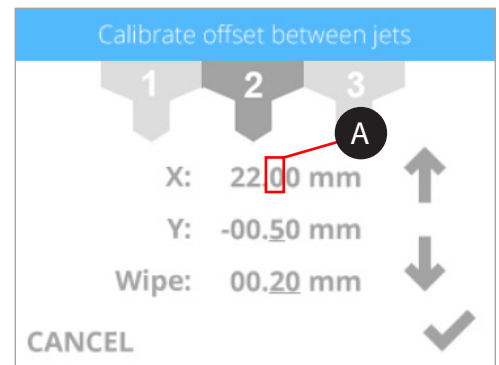 Calibrate offset between jets
1 2 3
A
X: 22.00 mm
Y: -00.50 mm
Wipe: 00.20 mm
CANCEL